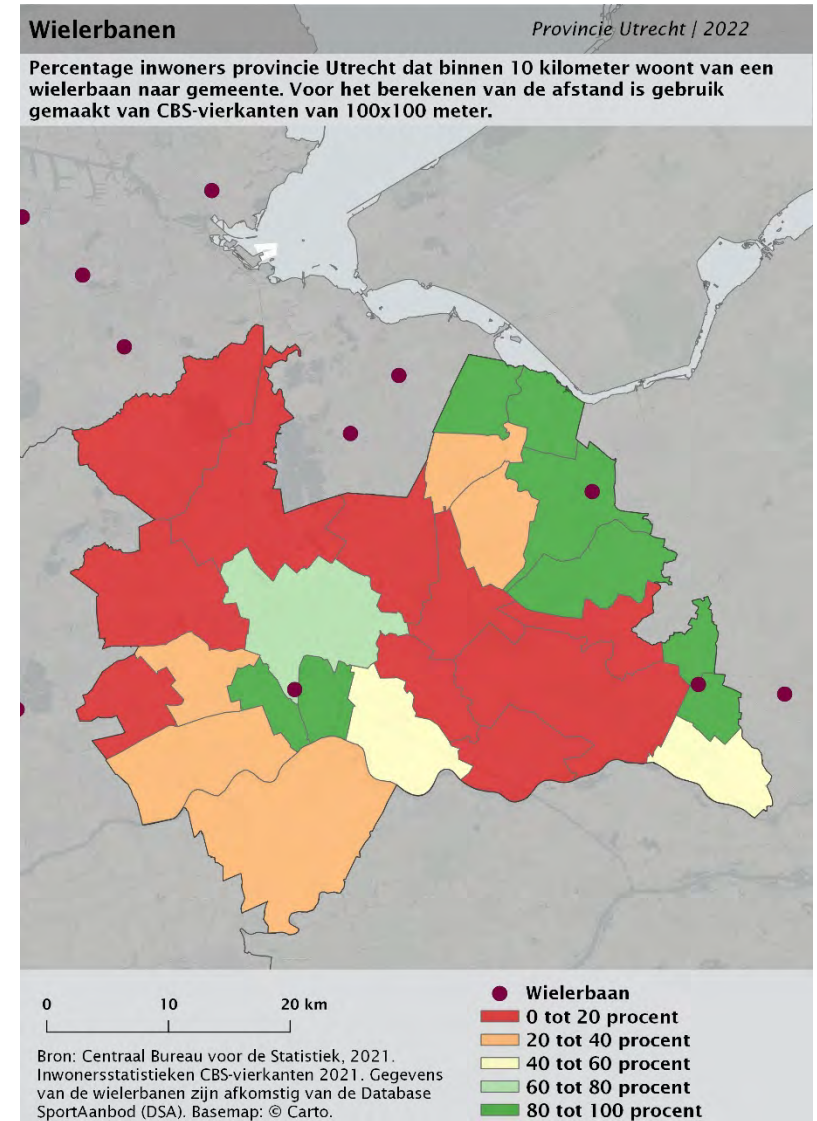 Wielerbanen
Provincie Utrecht | 2022
Percentage inwoners provincie Utrecht dat binnen 10 kilometer woont van een
wielerbaan naar gemeente. Voor het berekenen van de afstand is gebruik
gemaakt van CBS-vierkanten van 100x100 meter.
0 10 20 km
Bron: Centraal Bureau voor de Statistiek, 2021.
Inwonersstatistieken CBS-vierkanten 2021. Gegevens
van de wielerbanen zijn afkomstig van de Database
SportAanbod (DSA). Basemap: © Carto.
Wielerbaan
0 tot 20 procent
20 tot 40 procent
40 tot 60 procent
60 tot 80 procent
80 tot 100 procent